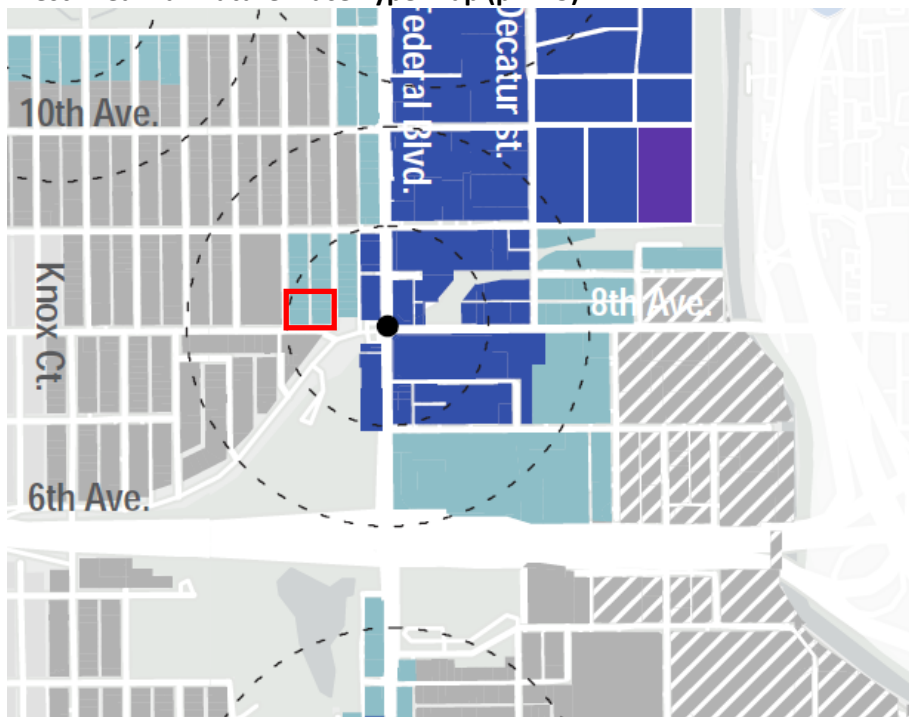 10th Ave.
Federal Blvd.
Decatur St.
Knox Ct.
8th Ave.
6th Ave.